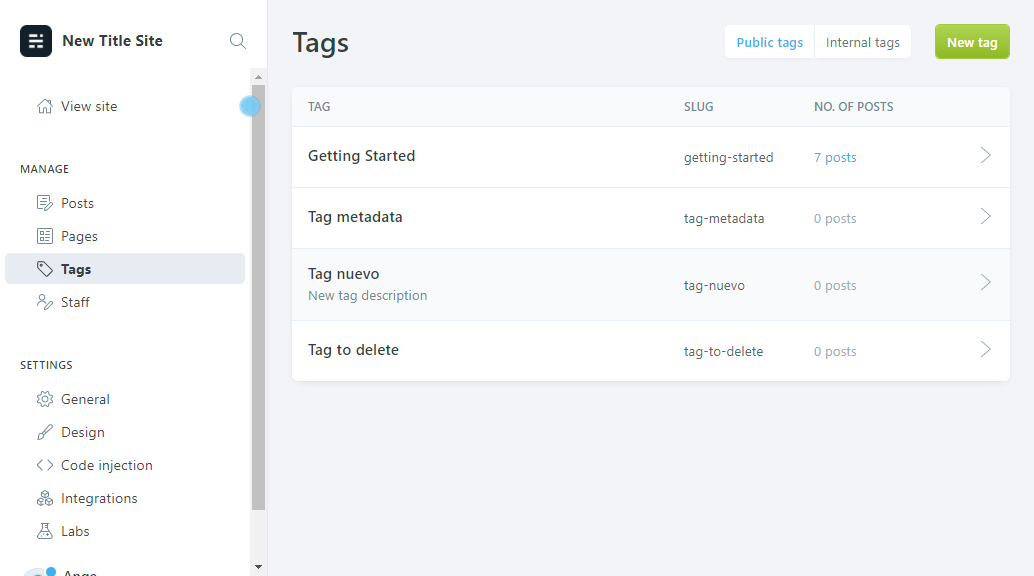 New Title Site
View site
MANAGE
Posts
Pages
Tags
Staff
SETTINGS
General
Design
Code injection
Integrations
Labs
Ange
Tags
Public tags Internal tags
New tag
TAG SLUG NO. OF POSTS
Getting Started getting-started 7 posts
Tag metadata tag-metadata 0 posts
Tag nuevo
New tag description
tag-nuevo 0 posts
Tag to delete tag-to-delete 0 posts